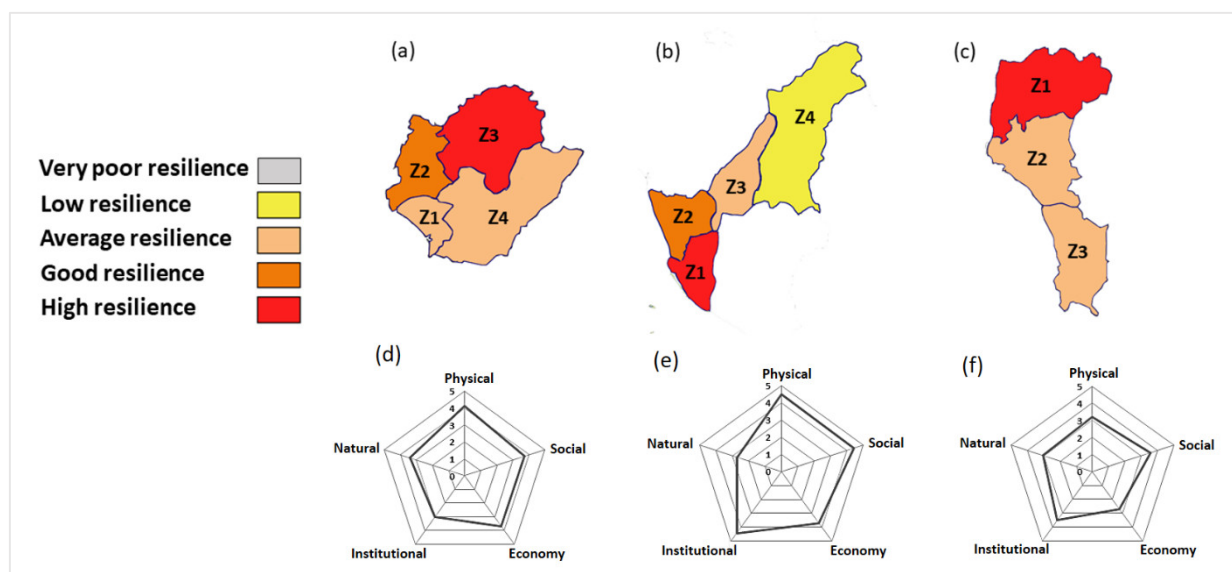 (a)
(b)
(c)
Very poor resilience
Low resilience
Average resilience
Good resilience
High resilience
Z3
Z2
Z1
Z4
Z4
Z3
Z2
Z1
Z1
Z2
Z3
(d)
Physical
5
4
3
2
1
0
Natural
Social
Institutional
Economy
(e)
Physical
5
4
3
2
1
0
Natural
Social
Institutional
Economy
(f)
Physical
5
4
3
2
1
0
Natural
Social
Institutional
Economy